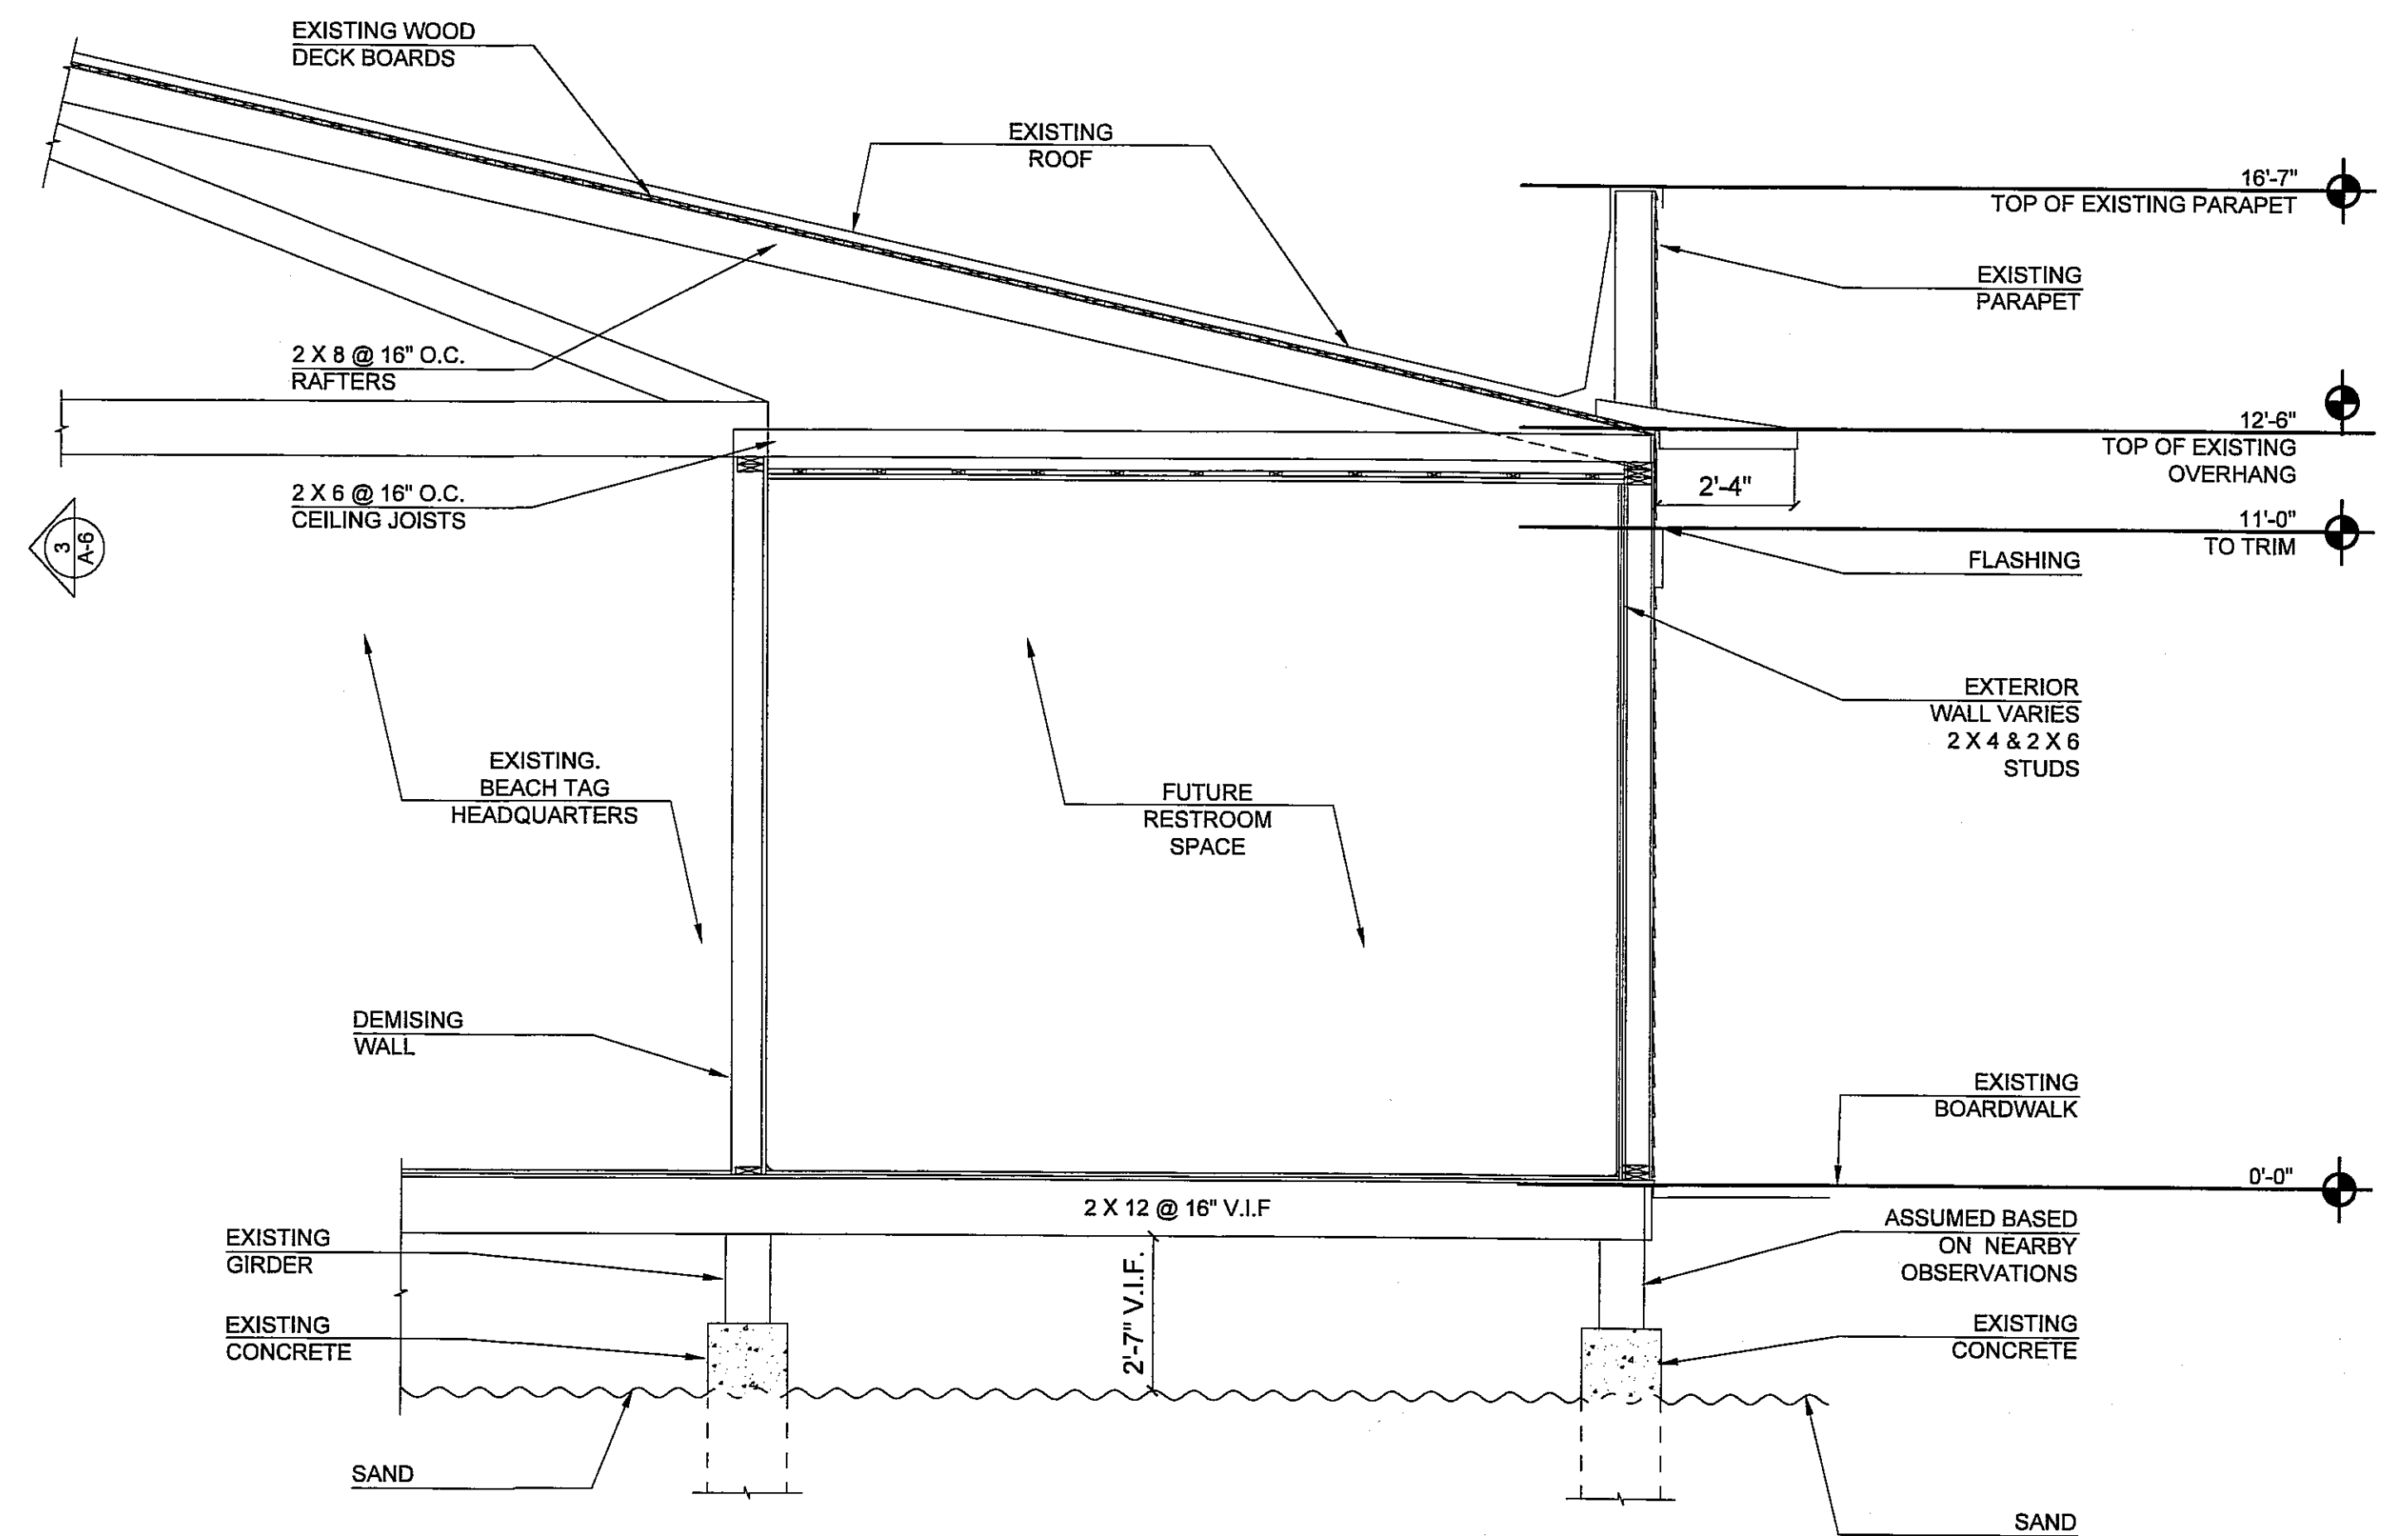 EXISTING WOOD
DECK BOARDS
EXISTING
ROOF
16'-7"
TOP OF EXISTING PARAPET
EXISTING
PARAPET
2 X 8 @ 16" O.C.
RAFTERS
12'-6"
TOP OF EXISTING
OVERHANG
2'-4"
2 X 6 @ 16" O.C.
CEILING JOISTS
11'-0"
TO TRIM
3
A-6
FLASHING
EXTERIOR
WALL VARIES
2 X 4 & 2 X 6
STUDS
EXISTING.
BEACH TAG
HEADQUARTERS
FUTURE
RESTROOM
SPACE
DEMISING
WALL
EXISTING
BOARDWALK
0'-0"
2 X 12 @ 16" V.I.F
EXISTING
GIRDER
2'-7" V.I.F.
ASSUMED BASED
ON NEARBY
OBSERVATIONS
EXISTING
CONCRETE
EXISTING
CONCRETE
SAND
SAND